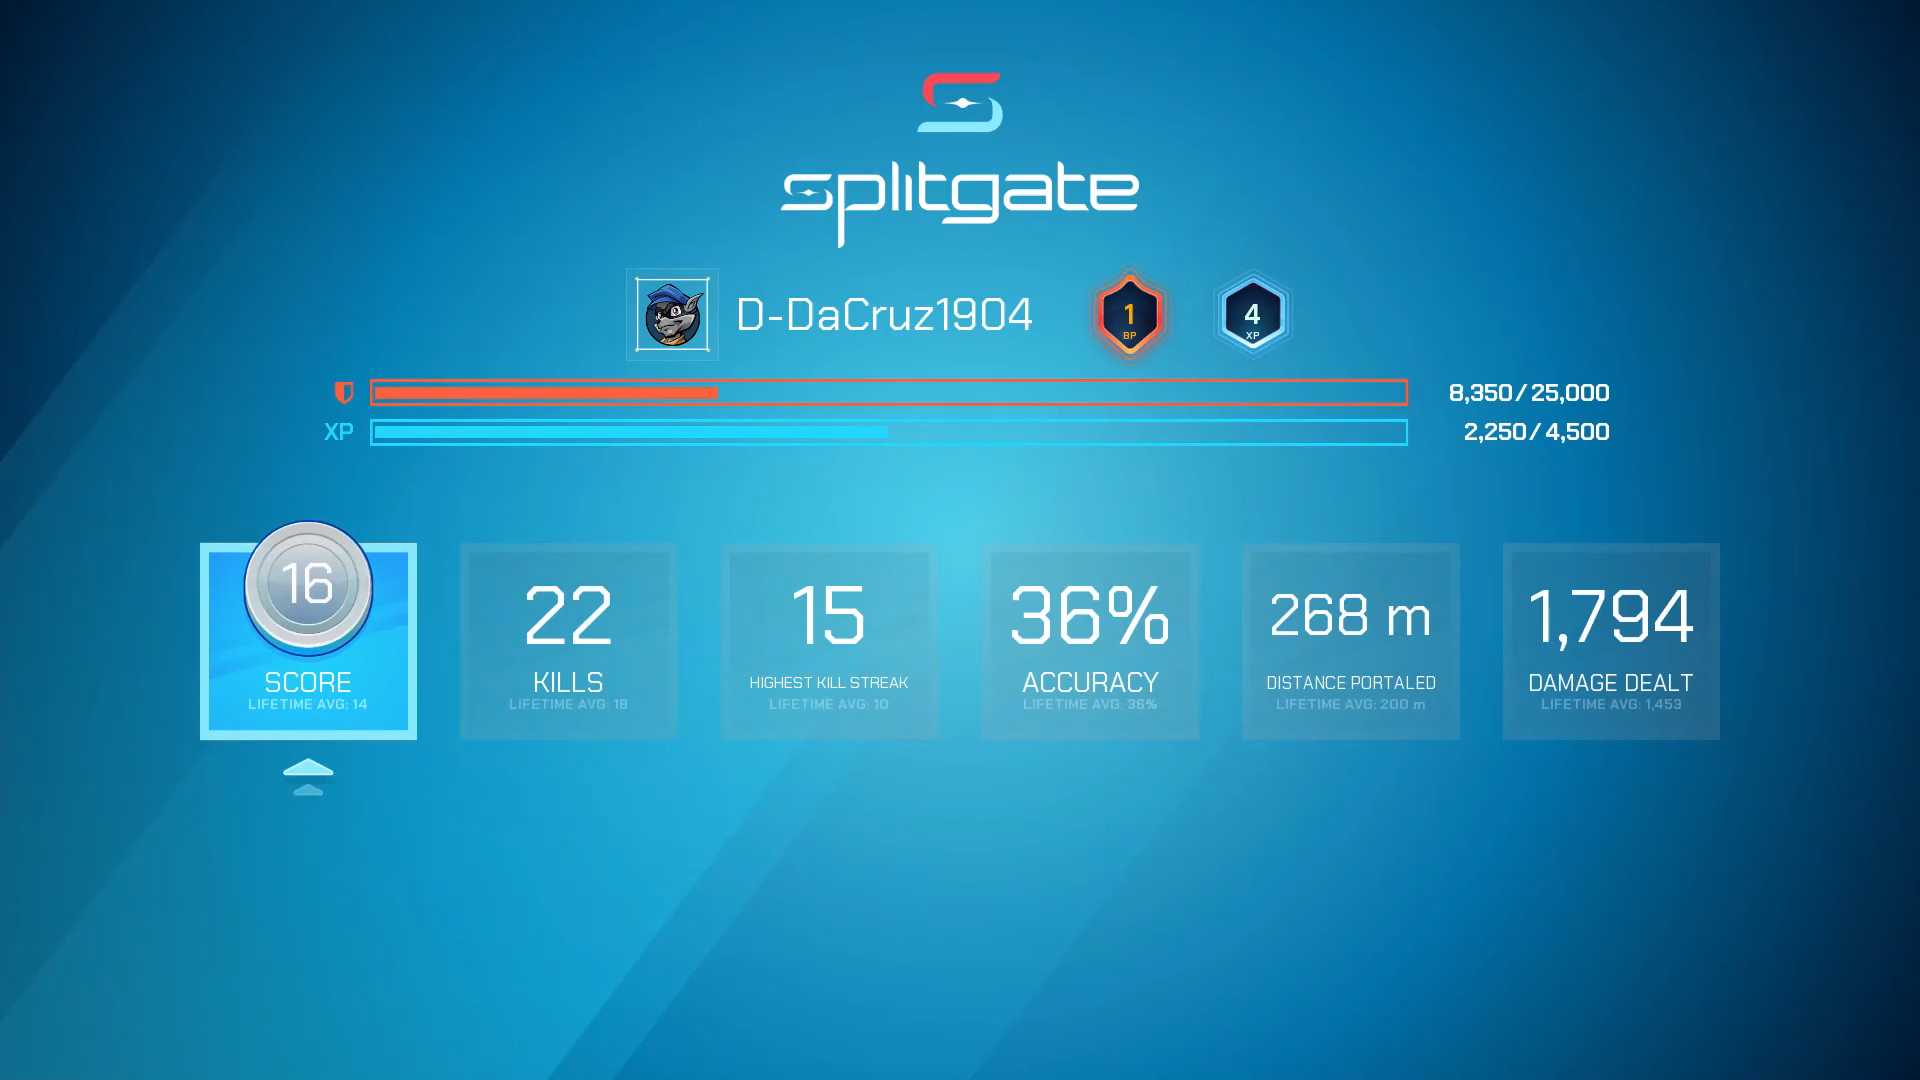 splitgate
D-DaCruz1904
1
BP
4
XP
8,350/25,000
XP
2,250/4,500
16
SCORE
LIFETIME AVG: 14
22
KILLS
LIFETIME AVG: 18
15
HIGHEST KILL STREAK
LIFETIME AVG: 10
36%
ACCURACY
LIFETIME AVG: 36%
268 m
DISTANCE PORTALED
LIFETIME AVG: 200 m
1,794
DAMAGE DEALT
LIFETIME AVG: 1,453